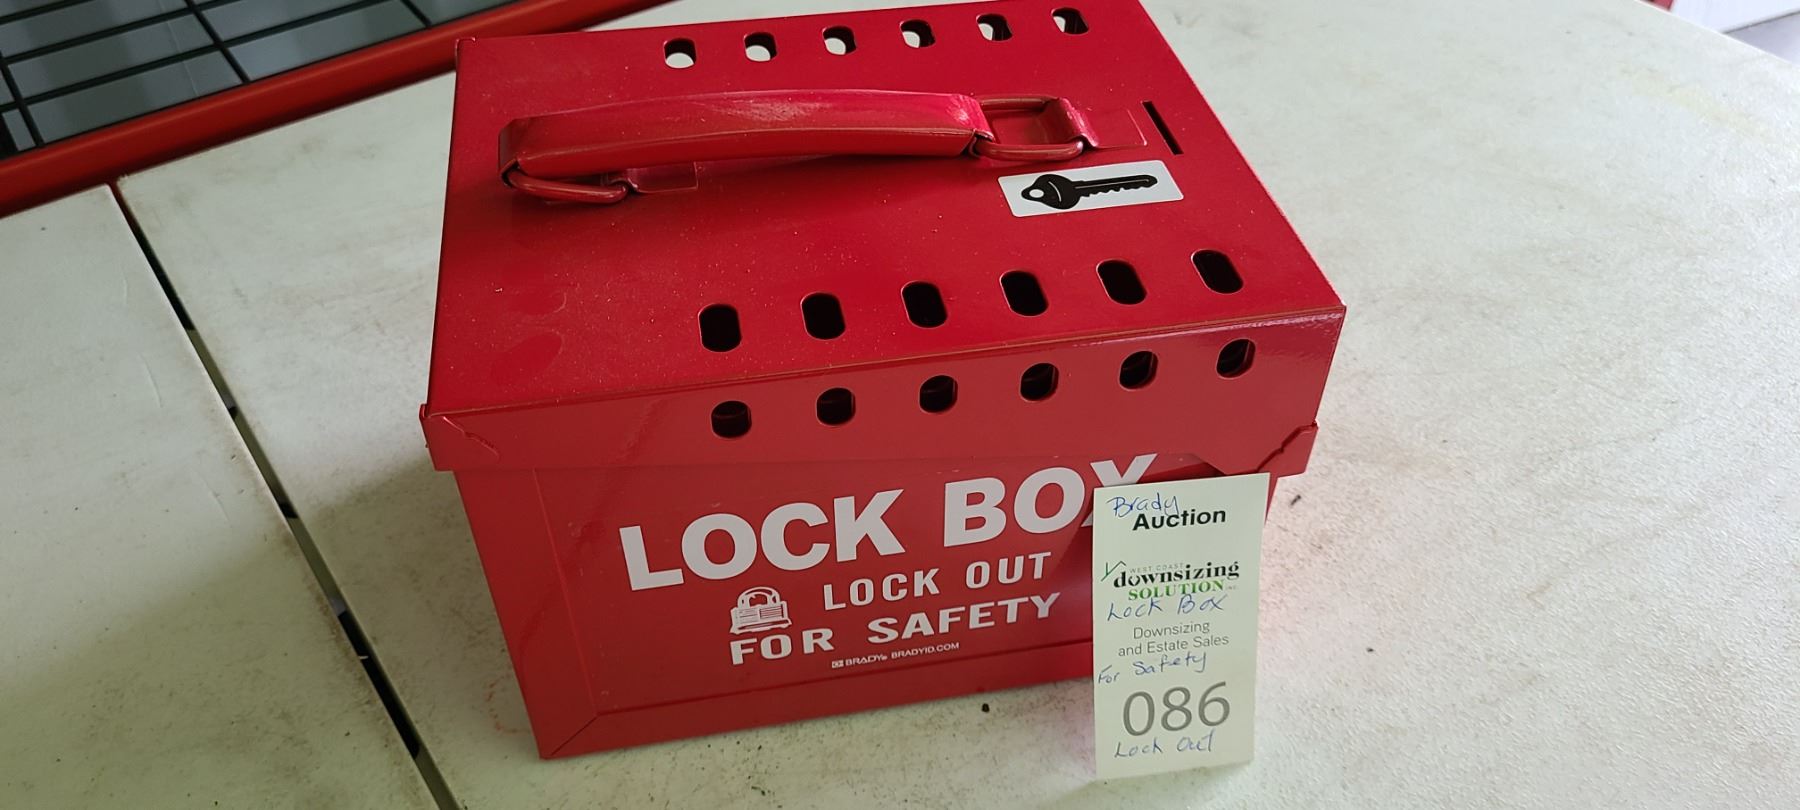 LOCK BOX
LOCK OUT
FOR SAFETY
BRADY® BRADYID.COM
Brady
Auction
WEST COAST
downsizing
SOLUTION INC
Lock Box
Downsizing
and Estate Sales
For Safety
086
Lock Out